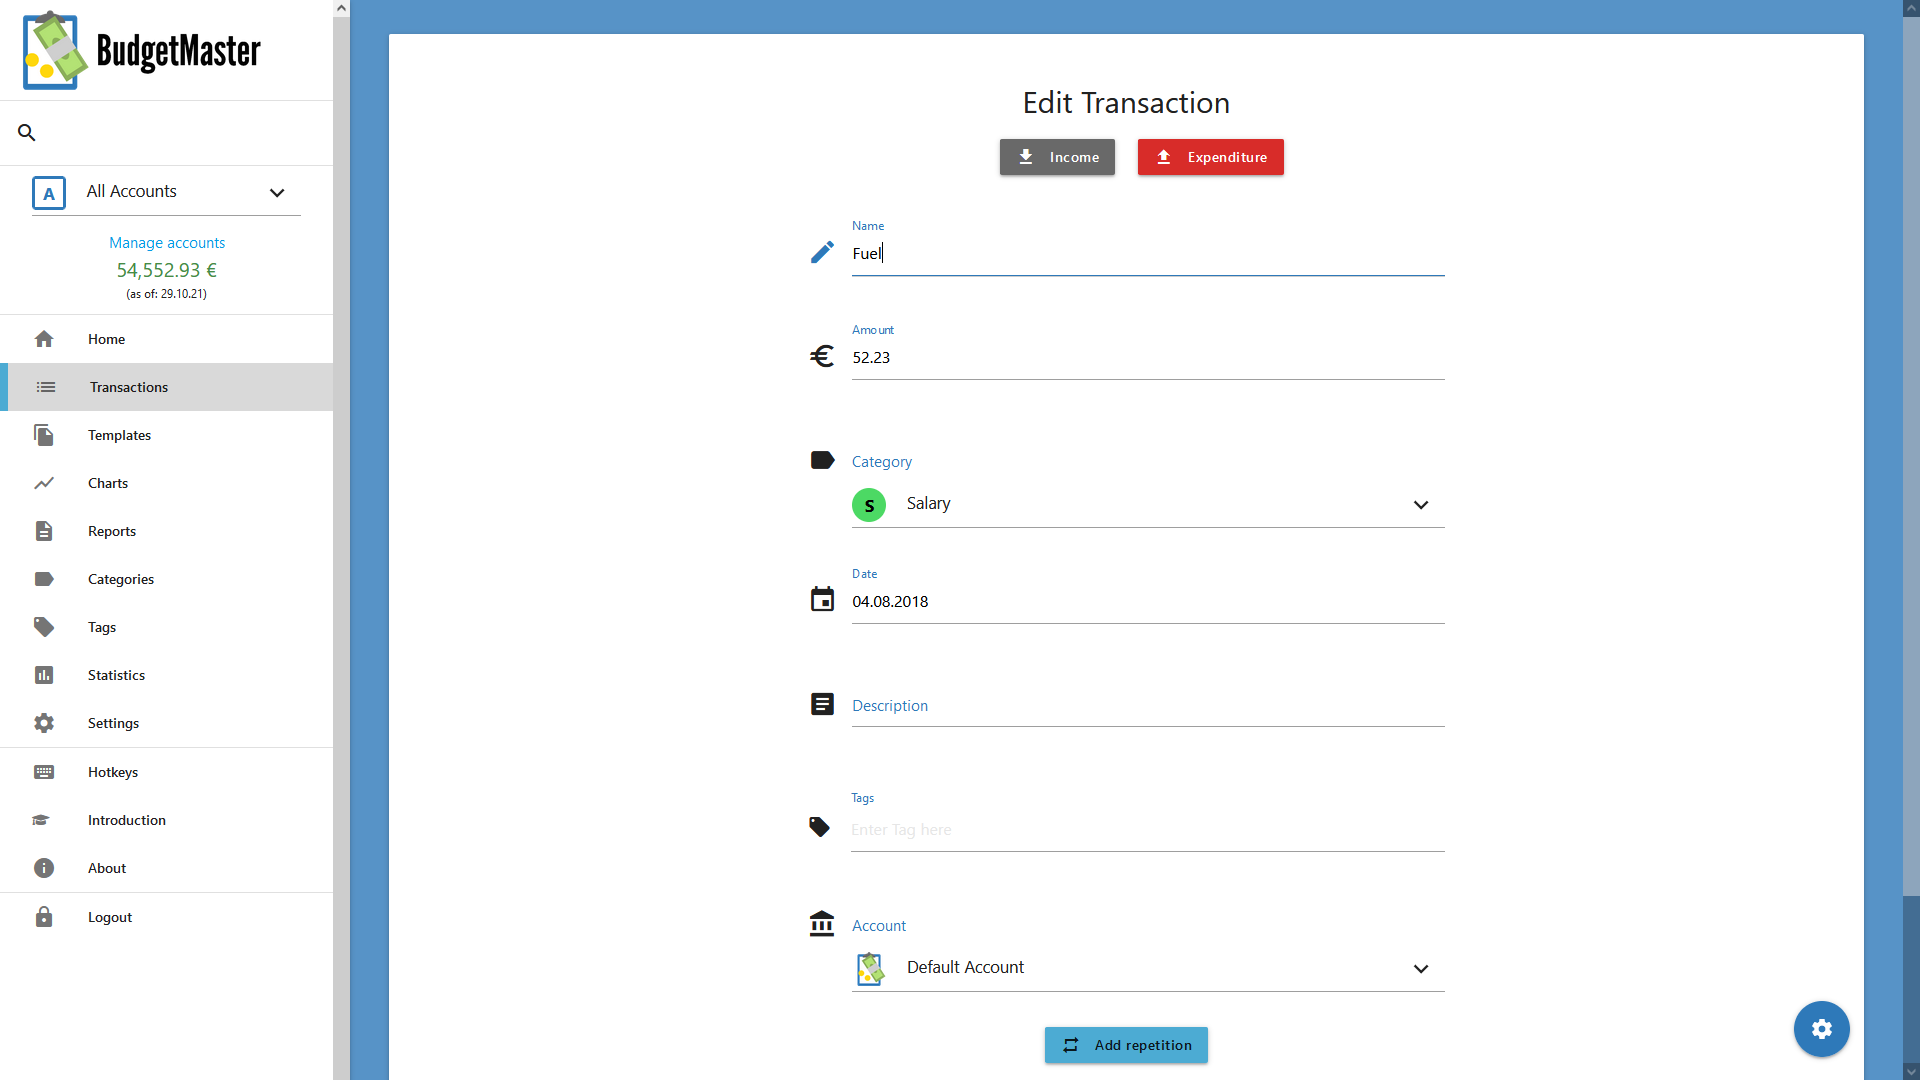 BudgetMaster
A All Accounts
Manage accounts
54,552.93 €
(as of: 29.10.21)
Home
Transactions
Templates
Charts
Reports
Categories
Tags
Statistics
Settings
Hotkeys
Introduction
About
Logout
Edit Transaction
Income Expenditure
Name
Fuel
Amount
52.23
Category
S Salary
Date
04.08.2018
Description
Tags
Enter Tag here
Account
Default Account
Add repetition